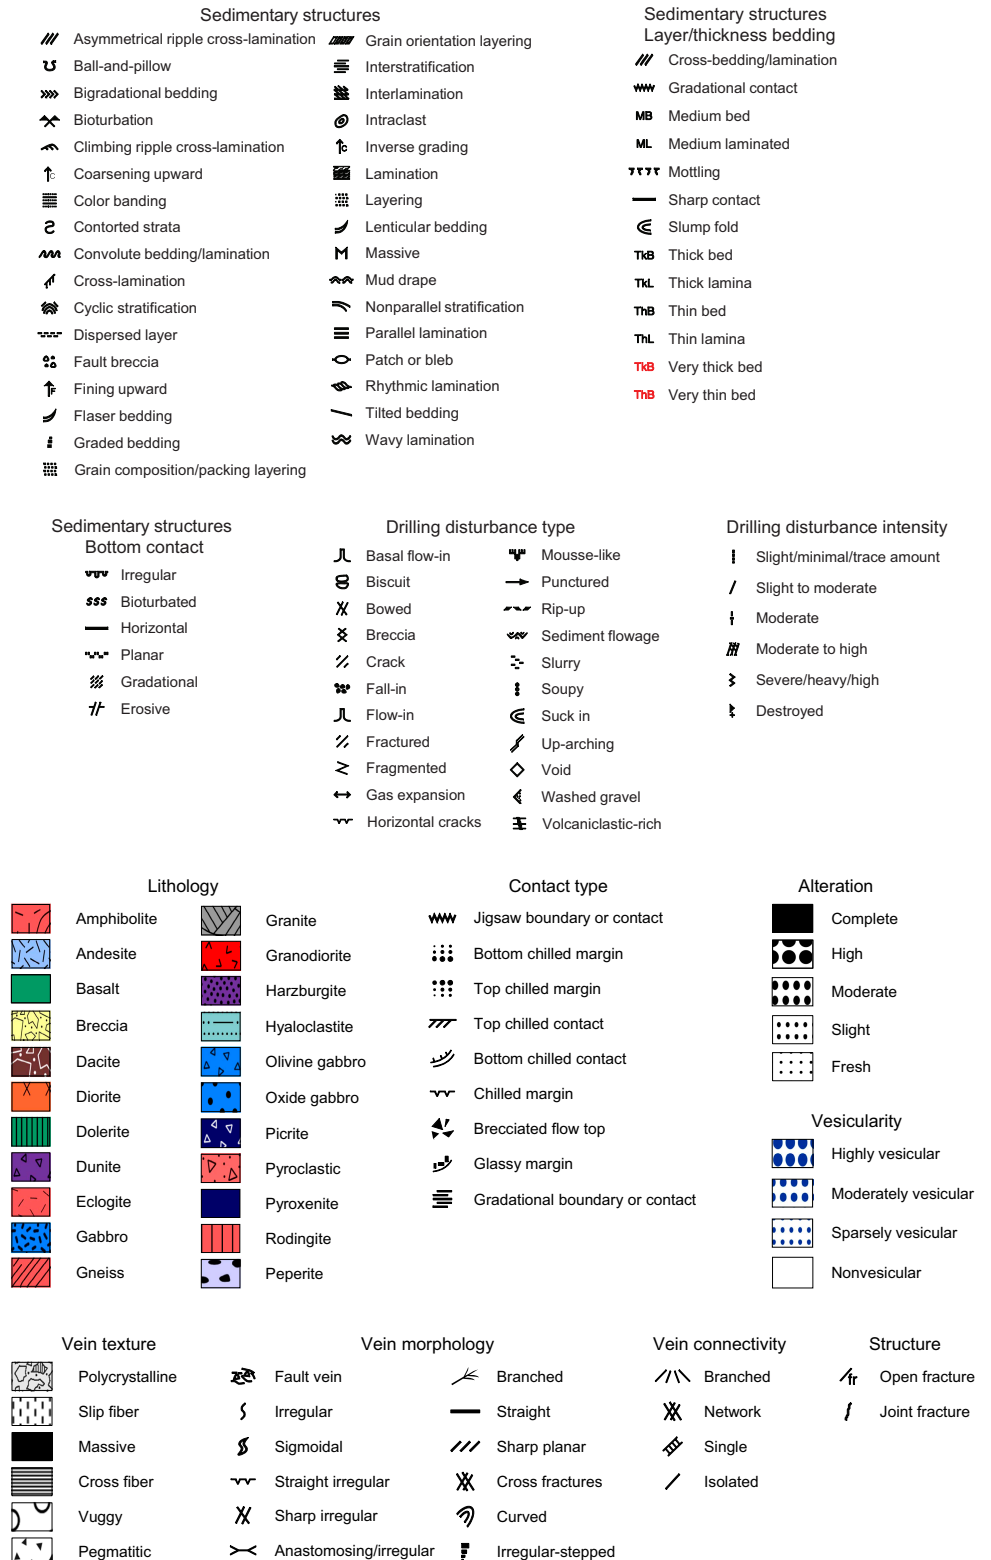 Sedimentary structures
Asymmetrical ripple cross-lamination
Ball-and-pillow
Bigradational bedding
Bioturbation
Climbing ripple cross-lamination
C Coarsening upward
Color banding
Contorted strata
Convolute bedding/lamination
Cross-lamination
Cyclic stratification
Dispersed layer
Fault breccia
F Fining upward
Flaser bedding
Graded bedding
Grain composition/packing layering
Grain orientation layering
Interstratification
Interlamination
Intraclast
C Inverse grading
Lamination
Layering
Lenticular bedding
M Massive
Mud drape
Nonparallel stratification
Parallel lamination
Patch or bleb
Rhythmic lamination
Tilted bedding
Wavy lamination
Sedimentary structures
Layer/thickness bedding
Cross-bedding/lamination
Gradational contact
MB Medium bed
ML Medium laminated
Mottling
Sharp contact
Slump fold
TkB Thick bed
TkL Thick lamina
ThB Thin bed
ThL Thin lamina
TkB Very thick bed
ThB Very thin bed
Sedimentary structures
Bottom contact
Irregular
sss Bioturbated
Horizontal
Planar
Gradational
Erosive
Drilling disturbance type
Basal flow-in
Biscuit
Bowed
Breccia
Crack
Fall-in
Flow-in
Fractured
Fragmented
Gas expansion
Horizontal cracks
Mousse-like
Punctured
Rip-up
Sediment flowage
Slurry
Soupy
Suck in
Up-arching
Void
Washed gravel
Volcaniclastic-rich
Drilling disturbance intensity
Slight/minimal/trace amount
Slight to moderate
Moderate
Moderate to high
Severe/heavy/high
Destroyed
Lithology
Amphibolite
Andesite
Basalt
Breccia
Dacite
Diorite
Dolerite
Dunite
Eclogite
Gabbro
Gneiss
Granite
Granodiorite
Harzburgite
Hyaloclastite
Olivine gabbro
Oxide gabbro
Picrite
Pyroclastic
Pyroxenite
Rodingite
Peperite
Contact type
Jigsaw boundary or contact
Bottom chilled margin
Top chilled margin
Top chilled contact
Bottom chilled contact
Chilled margin
Brecciated flow top
Glassy margin
Gradational boundary or contact
Alteration
Complete
High
Moderate
Slight
Fresh
Vesicularity
Highly vesicular
Moderately vesicular
Sparsely vesicular
Nonvesicular
Vein texture
Polycrystalline
Slip fiber
Massive
Cross fiber
Vuggy
Pegmatitic
Vein morphology
Fault vein
Irregular
Sigmoidal
Straight irregular
Sharp irregular
Anastomosing/irregular
Branched
Straight
Sharp planar
Cross fractures
Curved
Irregular-stepped
Vein connectivity
Branched
Network
Single
Isolated
Structure
fr Open fracture
Joint fracture